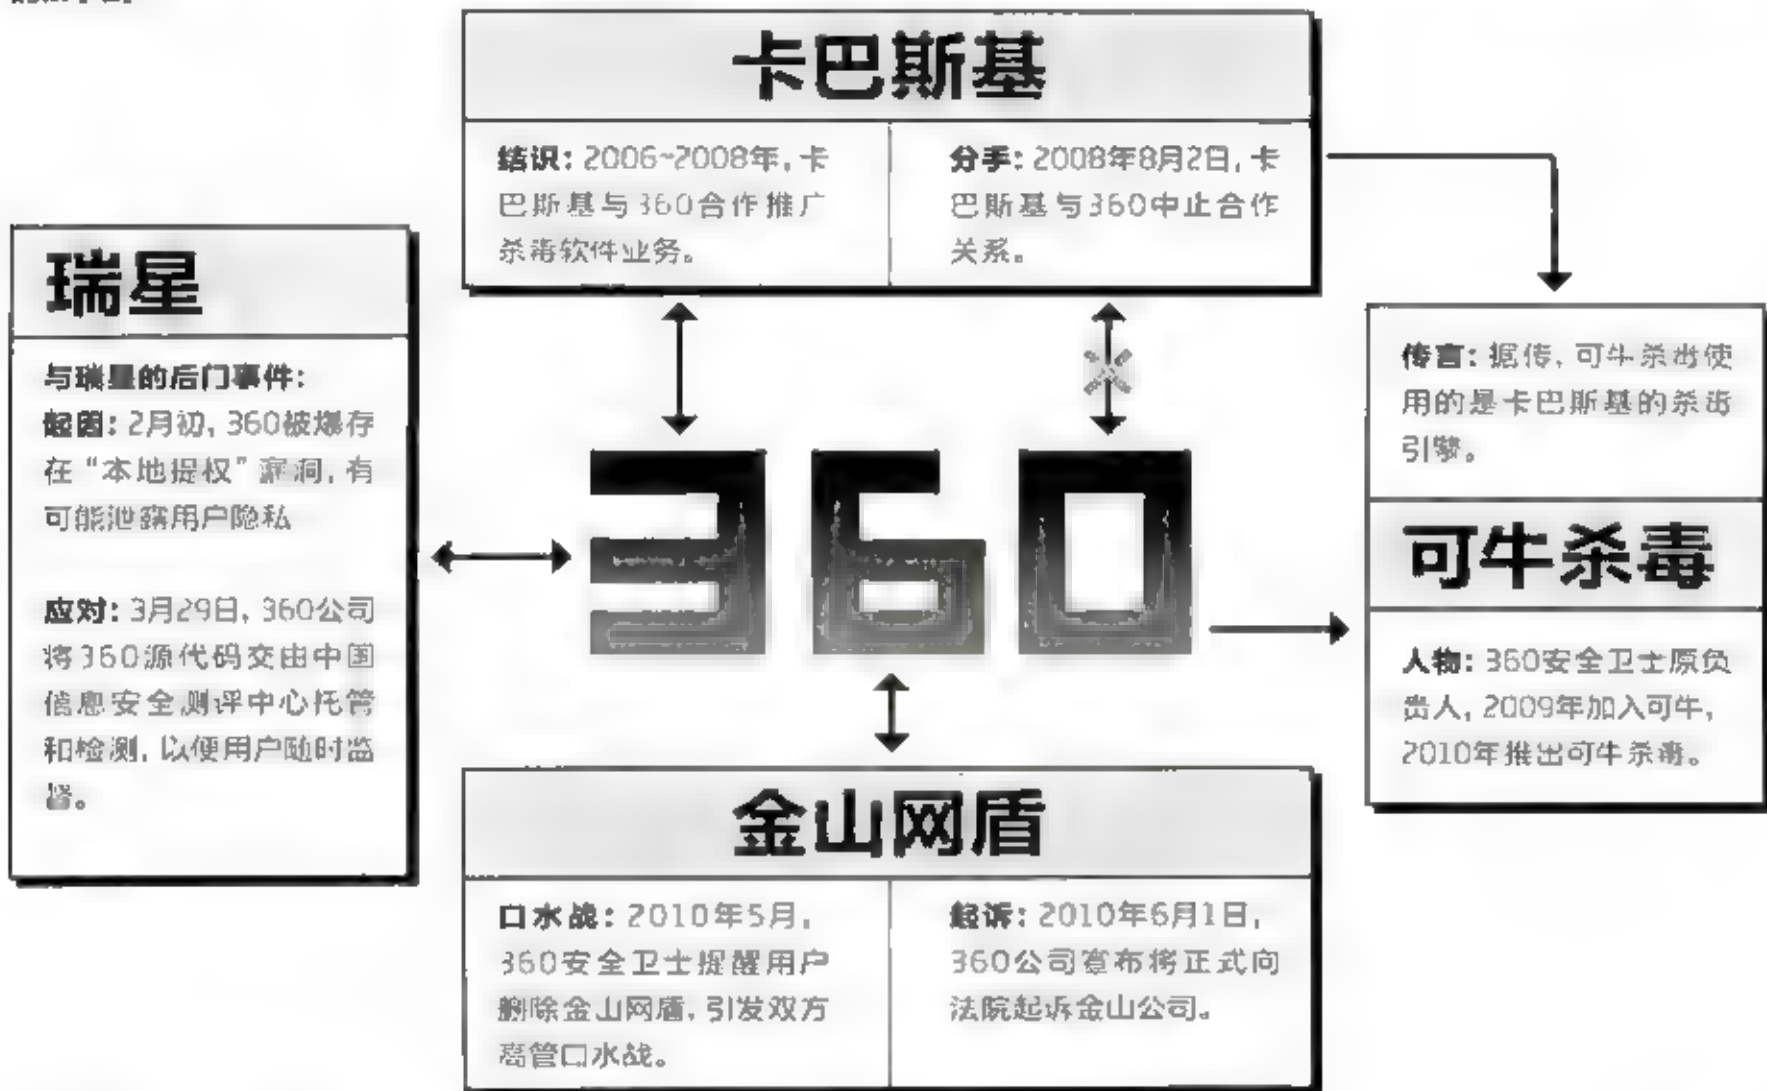 卡巴斯基
结识：2006~2008年，卡
巴斯基与360合作推广
杀毒软件业务。
分手：2008年8月2日，卡
巴斯基与360中止合作
关系。
瑞星
与瑞星的后门事件：
起因：2月初，360被爆存
在“本地提权”漏洞，有
可能泄露用户隐私
应对：3月29日，360公司
将360源代码交由中国
信息安全测评中心托管
和检测，以便用户随时监
督。
360
传言：据传，可牛杀毒使
用的是卡巴斯基的杀毒
引擎。
可牛杀毒
人物：360安全卫士原负
责人，2009年加入可牛，
2010年推出可牛杀毒。
金山网盾
口水战：2010年5月，
360安全卫士提醒用户
删除金山网盾，引发双方
高管口水战。
起诉：2010年6月1日，
360公司宣布将正式向
法院起诉金山公司。